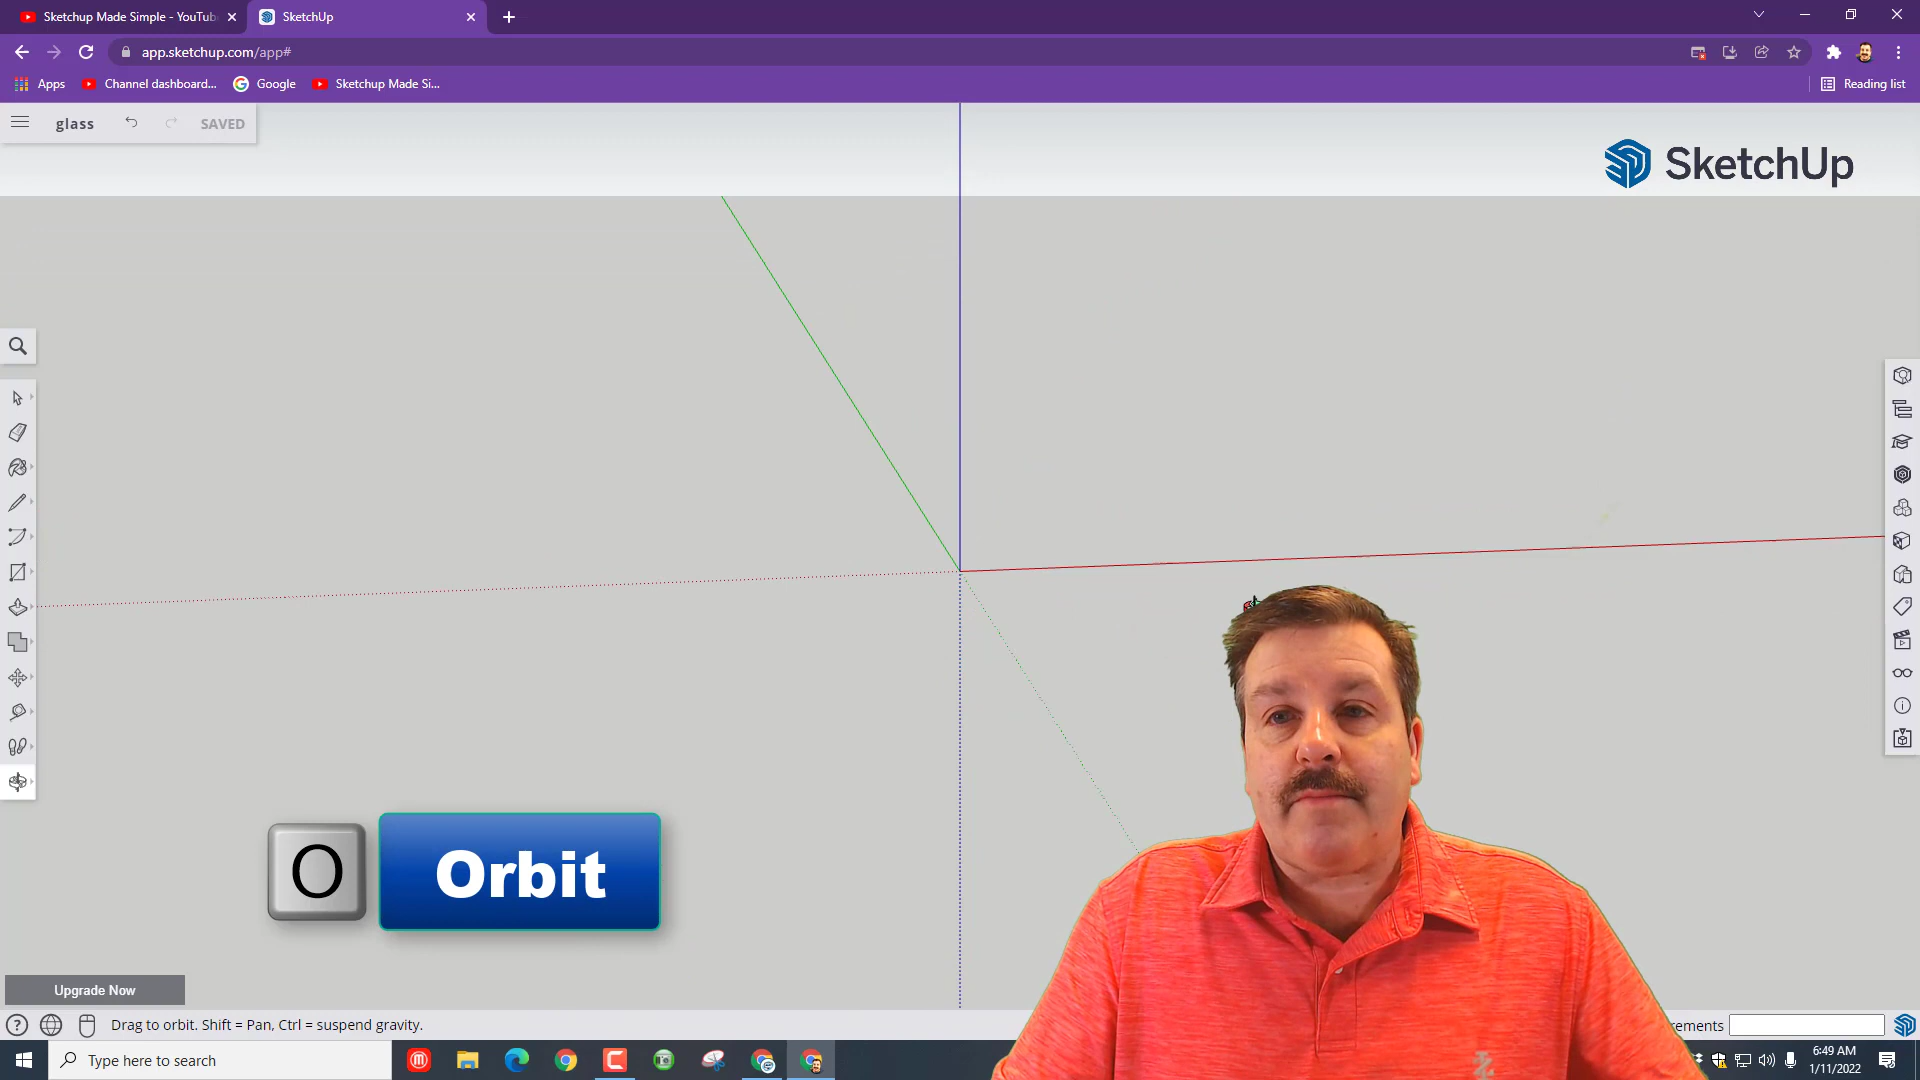 Sketchup Made Simple - YouTub
SketchUp
app.sketchup.com/app#
Apps
Channel dashboard...
Google
Sketchup Made Si...
Reading list
glass
SAVED
SketchUp
O
Orbit
Upgrade Now
Drag to orbit. Shift = Pan, Ctrl = suspend gravity.
rements
Type here to search
6:49 AM
1/11/2022